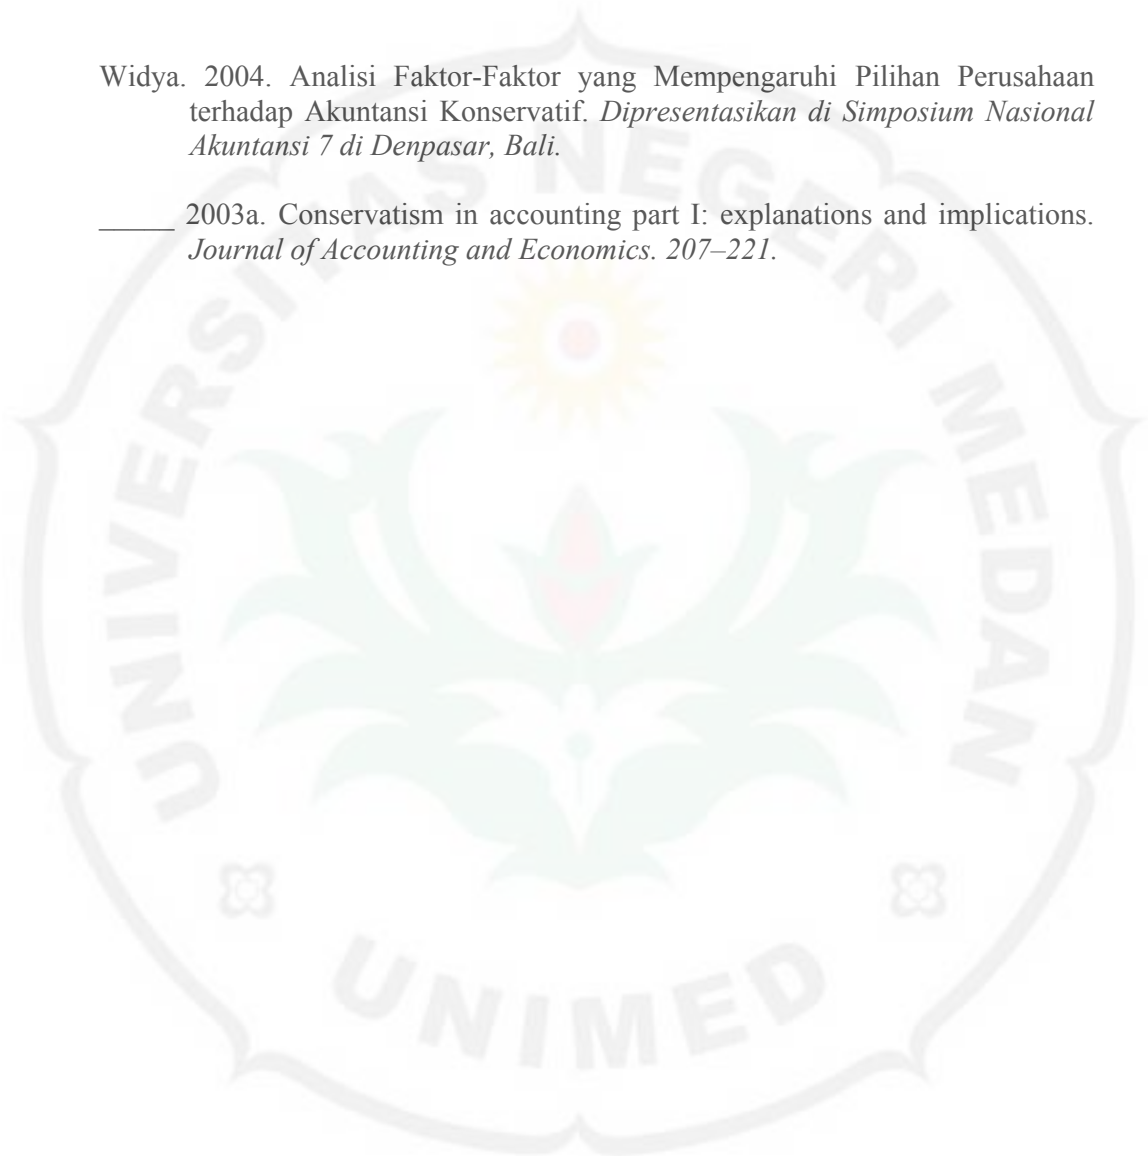 Widya. 2004. Analisi Faktor-Faktor yang Mempengaruhi Pilihan Perusahaan
terhadap Akuntansi Konservatif. Dipresentasikan di Simposium Nasional
Akuntansi 7 di Denpasar, Bali.
_____ 2003a. Conservatism in accounting part I: explanations and implications.
Journal of Accounting and Economics. 207–221.
UNIVERSITAS NEGERI MEDAN
UNIMED